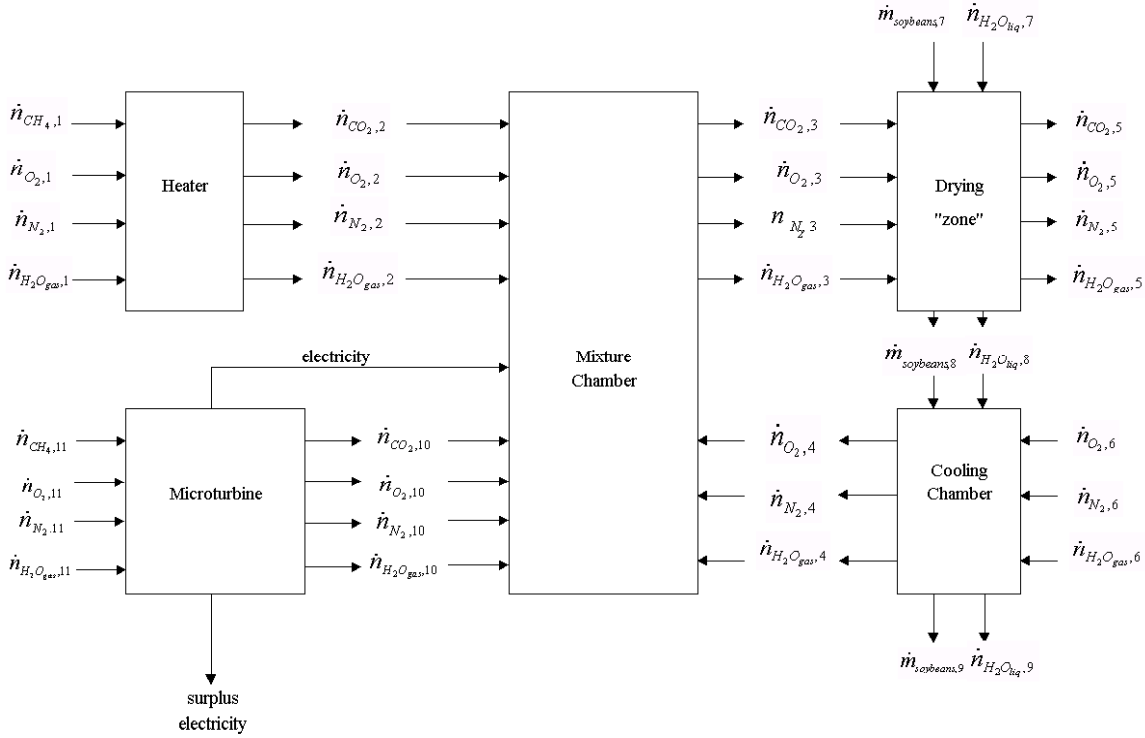 ṁ_soybeans,7 ṅ_H2O_liq,7
ṅ_CH4,1 ṅ_CO2,2 ṅ_CO2,3 ṅ_CO2,5
ṅ_O2,1 Heater ṅ_O2,2 ṅ_O2,3 Drying ṅ_O2,5
ṅ_N2,1 ṅ_N2,2 n_N2,3 "zone" ṅ_N2,5
ṅ_H2O_gas,1 ṅ_H2O_gas,2 ṅ_H2O_gas,3 ṅ_H2O_gas,5
electricity Mixture ṁ_soybeans,8 ṅ_H2O_liq,8
Chamber
ṅ_CH4,11 ṅ_CO2,10 ṅ_O2,4 ṅ_O2,6
ṅ_O2,11 Microturbine ṅ_O2,10 Cooling
ṅ_N2.11 ṅ_N2,10 ṅ_N2,4 Chamber ṅ_N2,6
ṅ_H2O_gas,11 ṅ_H2O_gas,10 ṅ_H2O_gas,4 ṅ_H2O_gas,6
ṁ_soybeans,9 ṅ_H2O_liq,9
surplus
electricity